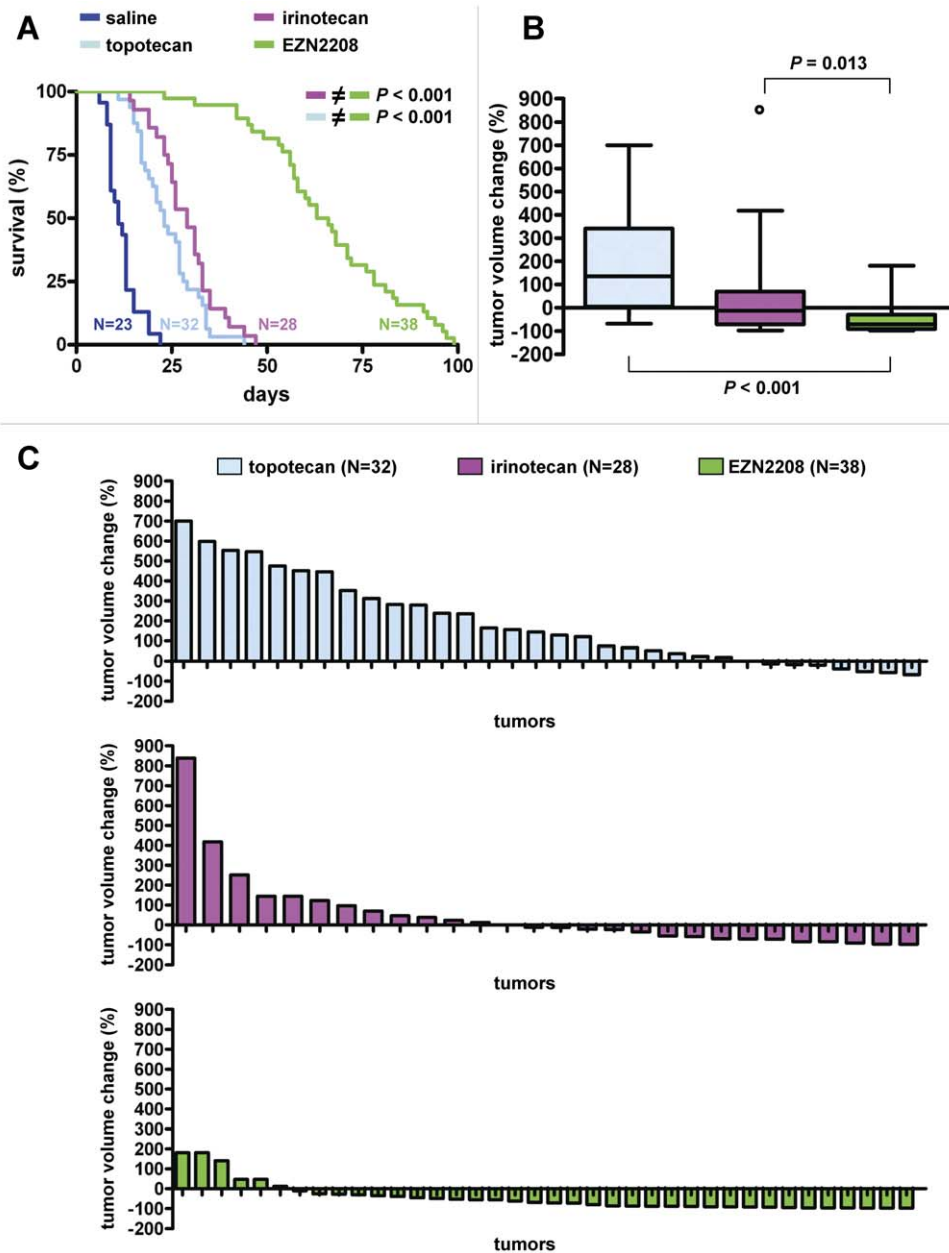 A
saline
irinotecan
topotecan
EZN2208
≠ P < 0.001
≠ P < 0.001
survival (%)
100
75
50
25
0
N=23
N=32
N=28
N=38
0 25 50 75 100
days
B
P = 0.013
tumor volume change (%)
900
800
700
600
500
400
300
200
100
0
-100
-200
P < 0.001
C
topotecan (N=32)
irinotecan (N=28)
EZN2208 (N=38)
tumor volume change (%)
900
800
700
600
500
400
300
200
100
0
-100
-200
tumors
tumor volume change (%)
900
800
700
600
500
400
300
200
100
0
-100
-200
tumors
tumor volume change (%)
900
800
700
600
500
400
300
200
100
0
-100
-200
tumors